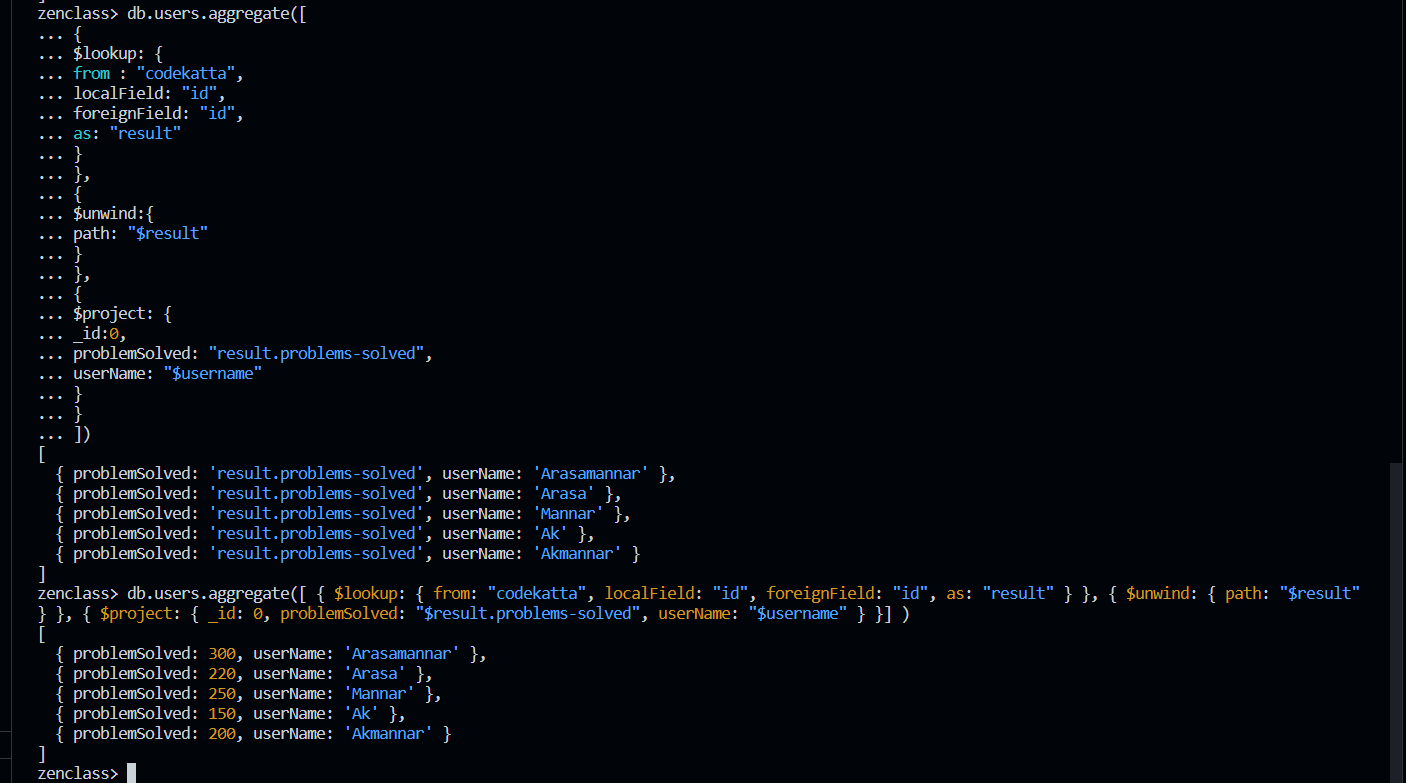 zenclass> db.users.aggregate([
... {
... $lookup: {
... from : "codekatta",
... localField: "id",
... foreignField: "id",
... as: "result"
... }
... },
... {
... $unwind:{
... path: "$result"
... }
... },
... {
... $project: {
... _id:0,
... problemSolved: "result.problems-solved",
... userName: "$username"
... }
... }
... ])
[
  { problemSolved: 'result.problems-solved', userName: 'Arasamannar' },
  { problemSolved: 'result.problems-solved', userName: 'Arasa' },
  { problemSolved: 'result.problems-solved', userName: 'Mannar' },
  { problemSolved: 'result.problems-solved', userName: 'Ak' },
  { problemSolved: 'result.problems-solved', userName: 'Akmannar' }
]
zenclass> db.users.aggregate([ { $lookup: { from: "codekatta", localField: "id", foreignField: "id", as: "result" } }, { $unwind: { path: "$result"
} }, { $project: { _id: 0, problemSolved: "$result.problems-solved", userName: "$username" } }] )
[
  { problemSolved: 300, userName: 'Arasamannar' },
  { problemSolved: 220, userName: 'Arasa' },
  { problemSolved: 250, userName: 'Mannar' },
  { problemSolved: 150, userName: 'Ak' },
  { problemSolved: 200, userName: 'Akmannar' }
]
zenclass>